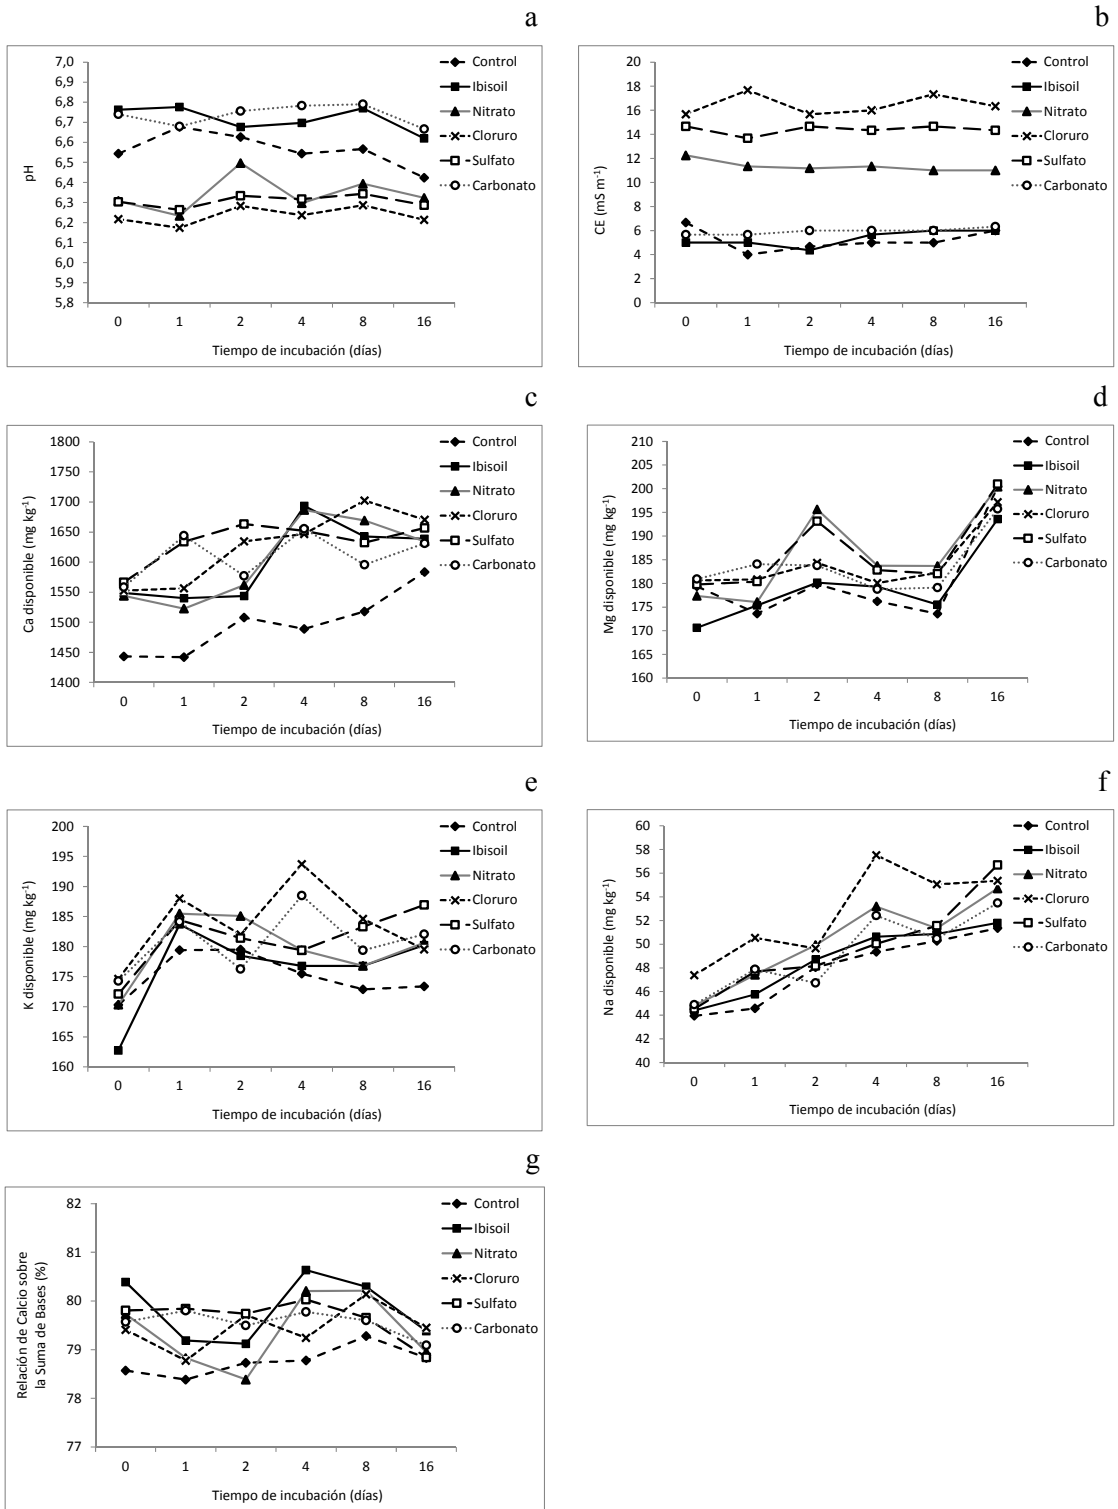 a
7,0
6,9
6,8
6,7
6,6
6,5
6,4
6,3
6,2
6,1
6,0
5,9
5,8
pH
0 1 2 4 8 16
Tiempo de incubación (días)
Control
Ibisoil
Nitrato
Cloruro
Sulfato
Carbonato
b
20
18
16
14
12
10
8
6
4
2
0
CE (mS m⁻¹)
0 1 2 4 8 16
Tiempo de incubación (días)
Control
Ibisoil
Nitrato
Cloruro
Sulfato
Carbonato
c
1800
1750
1700
1650
1600
1550
1500
1450
1400
Ca disponible (mg kg⁻¹)
0 1 2 4 8 16
Tiempo de incubación (días)
Control
Ibisoil
Nitrato
Cloruro
Sulfato
Carbonato
d
210
205
200
195
190
185
180
175
170
165
160
Mg disponible (mg kg⁻¹)
0 1 2 4 8 16
Tiempo de incubación (días)
Control
Ibisoil
Nitrato
Cloruro
Sulfato
Carbonato
e
200
195
190
185
180
175
170
165
160
K disponible (mg kg⁻¹)
0 1 2 4 8 16
Tiempo de incubación (días)
Control
Ibisoil
Nitrato
Cloruro
Sulfato
Carbonato
f
60
58
56
54
52
50
48
46
44
42
40
Na disponible (mg kg⁻¹)
0 1 2 4 8 16
Tiempo de incubación (días)
Control
Ibisoil
Nitrato
Cloruro
Sulfato
Carbonato
g
82
81
80
79
78
77
Relación de Calcio sobre
la Suma de Bases (%)
0 1 2 4 8 16
Tiempo de incubación (días)
Control
Ibisoil
Nitrato
Cloruro
Sulfato
Carbonato